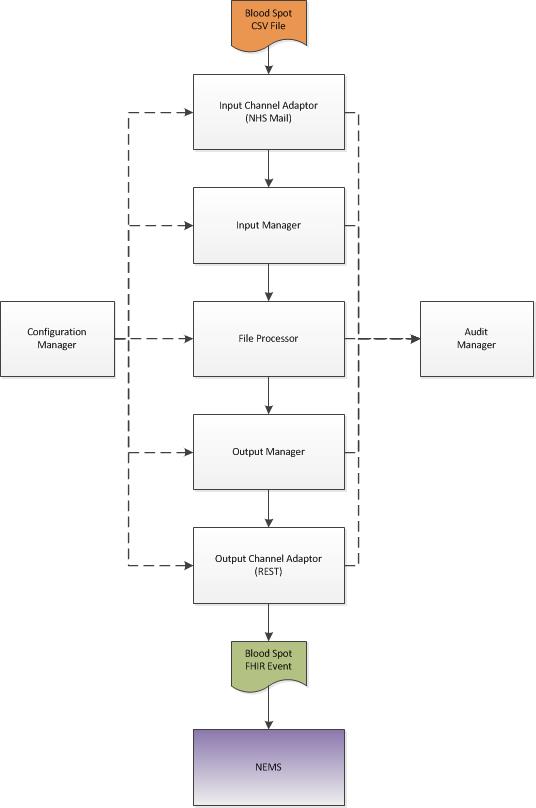 Blood Spot
CSV File
Input Channel Adaptor
(NHS Mail)
Input Manager
Configuration
Manager
File Processor
Audit
Manager
Output Manager
Output Channel Adaptor
(REST)
Blood Spot
FHIR Event
NEMS